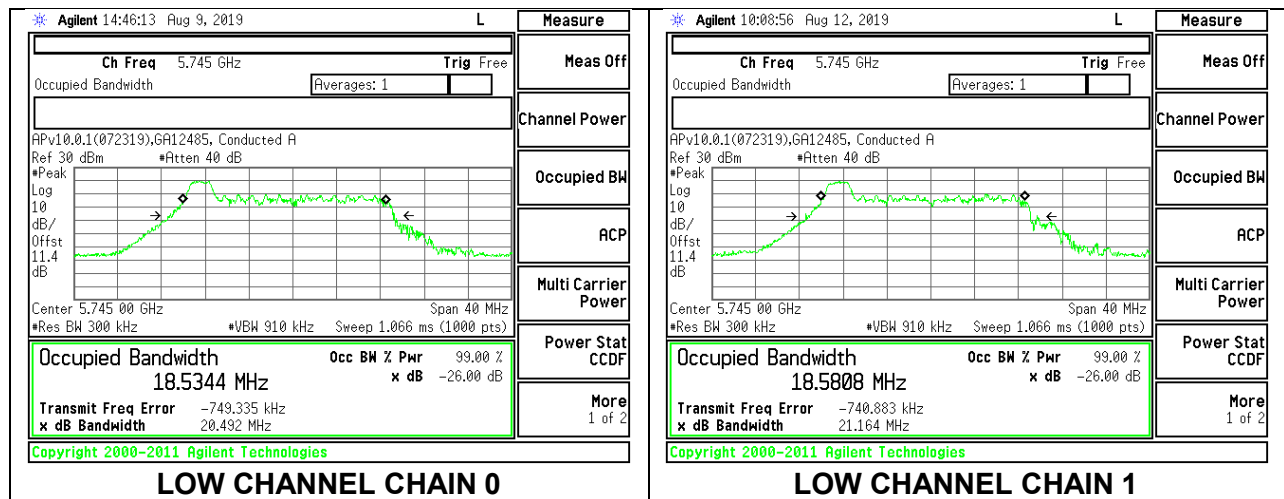 Agilent 14:46:13 Aug 9, 2019 L Measure
Ch Freq 5.745 GHz Trig Free
Occupied Bandwidth Averages: 1
APv10.0.1(072319),GA12485, Conducted A
Ref 30 dBm #Atten 40 dB
#Peak
Log
10
dB/
Offst
11.4
dB
Center 5.745 00 GHz Span 40 MHz
#Res BW 300 kHz #VBW 910 kHz Sweep 1.066 ms (1000 pts)
Occupied Bandwidth Occ BW % Pwr 99.00 %
18.5344 MHz x dB -26.00 dB
Transmit Freq Error -749.335 kHz
x dB Bandwidth 20.492 MHz
Copyright 2000-2011 Agilent Technologies
Meas Off
Channel Power
Occupied BW
ACP
Multi Carrier
Power
Power Stat
CCDF
More
1 of 2
LOW CHANNEL CHAIN 0
Agilent 10:08:56 Aug 12, 2019 L Measure
Ch Freq 5.745 GHz Trig Free
Occupied Bandwidth Averages: 1
APv10.0.1(072319),GA12485, Conducted A
Ref 30 dBm #Atten 40 dB
#Peak
Log
10
dB/
Offst
11.4
dB
Center 5.745 00 GHz Span 40 MHz
#Res BW 300 kHz #VBW 910 kHz Sweep 1.066 ms (1000 pts)
Occupied Bandwidth Occ BW % Pwr 99.00 %
18.5808 MHz x dB -26.00 dB
Transmit Freq Error -740.883 kHz
x dB Bandwidth 21.164 MHz
Copyright 2000-2011 Agilent Technologies
Meas Off
Channel Power
Occupied BW
ACP
Multi Carrier
Power
Power Stat
CCDF
More
1 of 2
LOW CHANNEL CHAIN 1